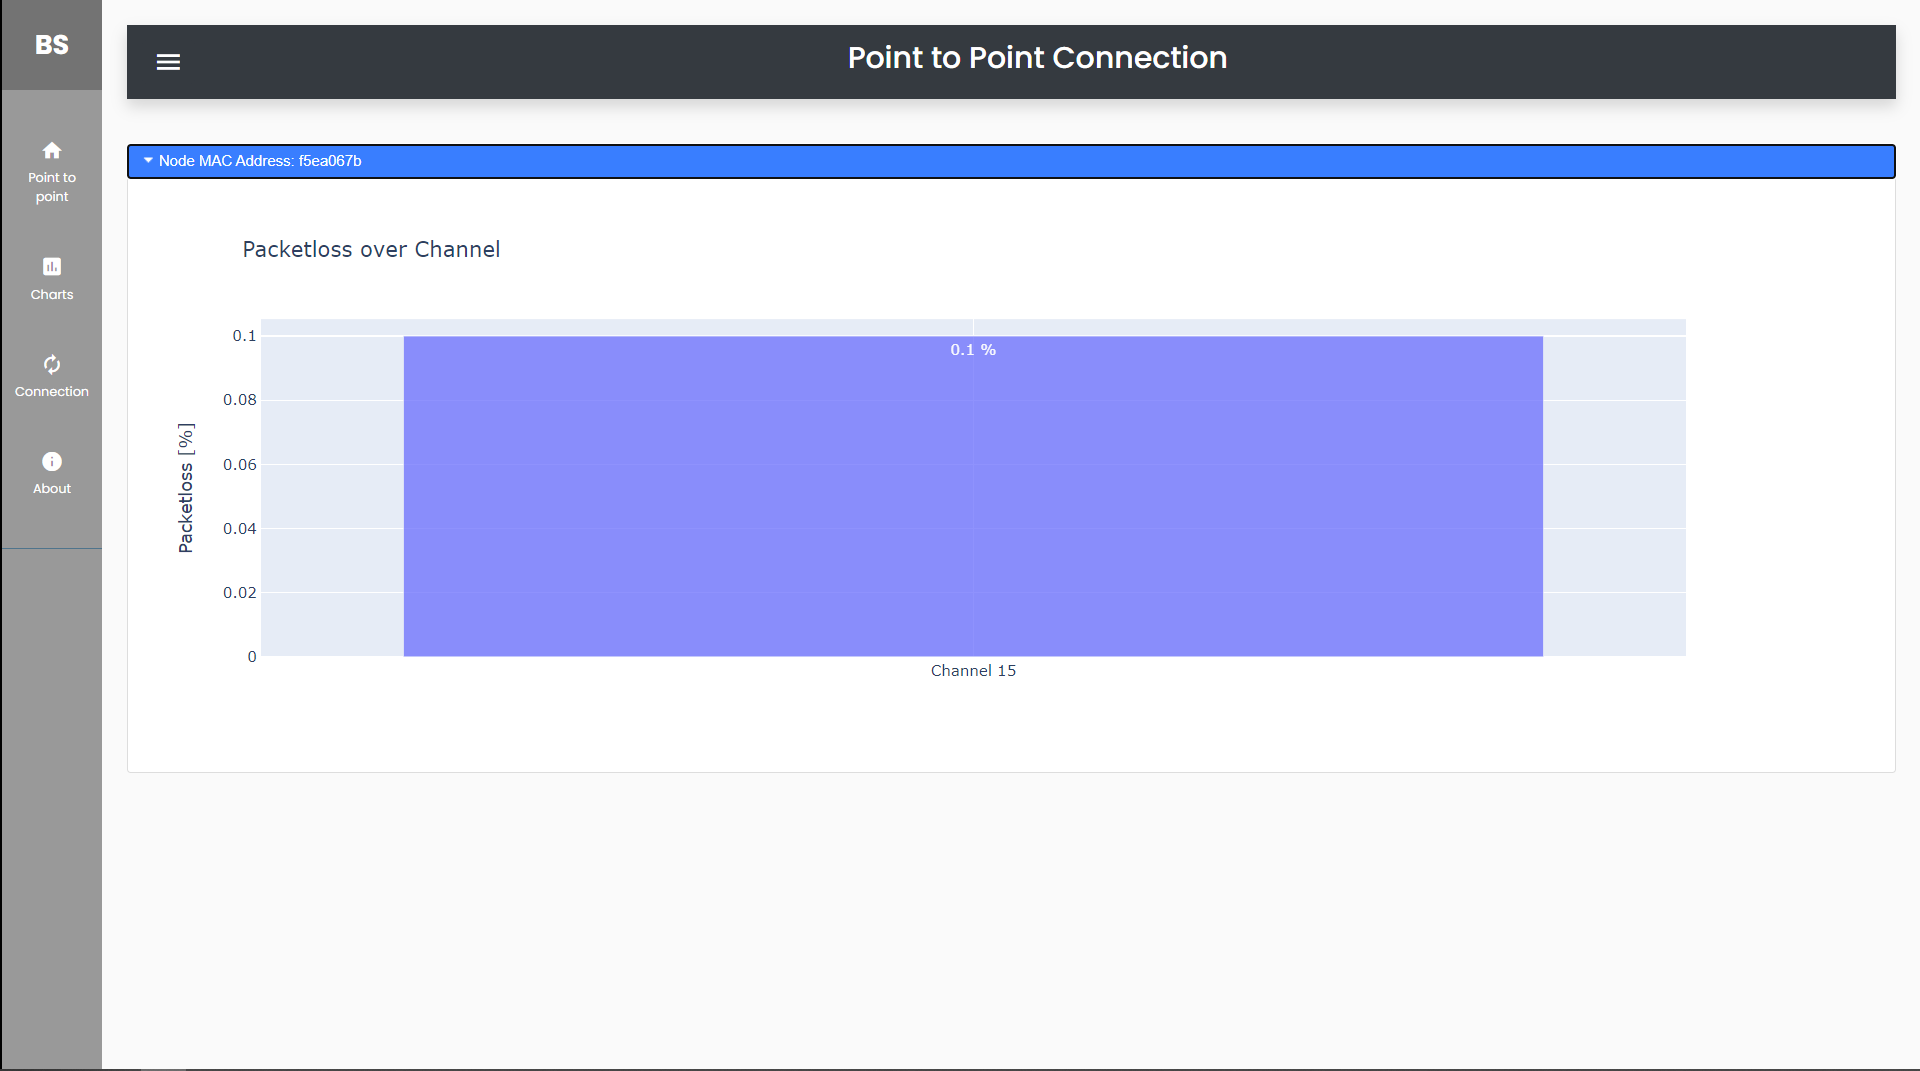 BS
Point to
point
Charts
Connection
About
Point to Point Connection
Node MAC Address: f5ea067b
Packetloss over Channel
Packetloss [%]
0.1
0.08
0.06
0.04
0.02
0
0.1 %
Channel 15